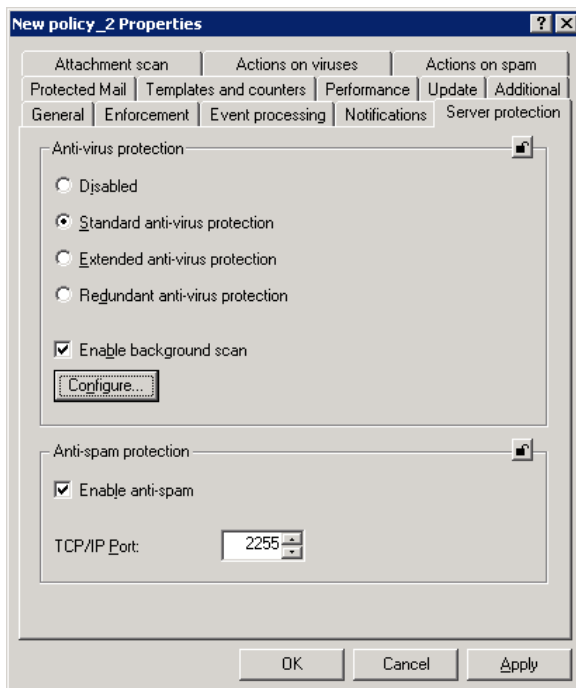 New policy_2 Properties
Attachment scan Actions on viruses Actions on spam
Protected Mail Templates and counters Performance Update Additional
General Enforcement Event processing Notifications Server protection
Anti-virus protection
Disabled
Standard anti-virus protection
Extended anti-virus protection
Redundant anti-virus protection
Enable background scan
Configure...
Anti-spam protection
Enable anti-spam
TCP/IP Port: 2255
OK Cancel Apply